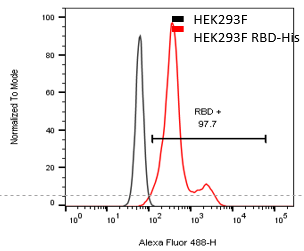 HEK293F
HEK293F RBD-His
100
80
60
40
20
0
Normalized To Mode
RBD +
97.7
10^0 10^1 10^2 10^3 10^4 10^5
Alexa Fluor 488-H